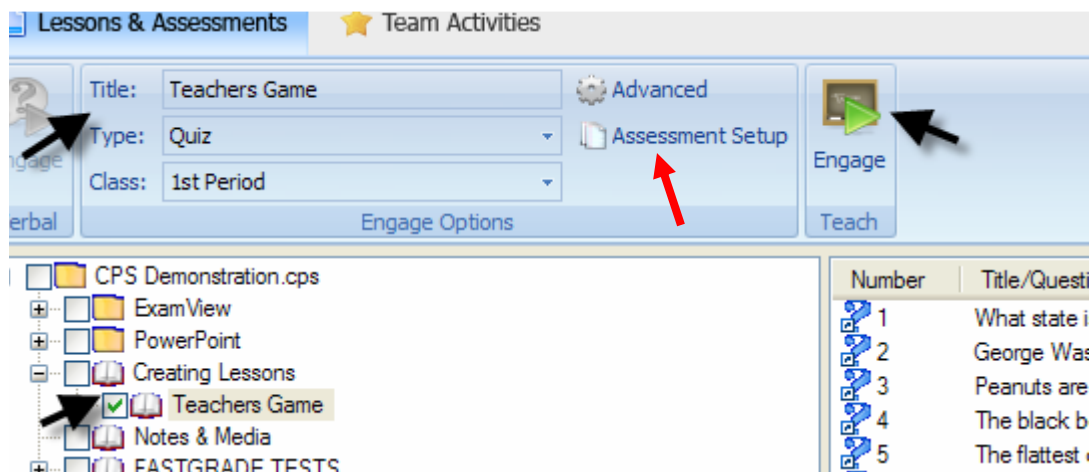 Lessons & Assessments
Team Activities
Title:
Teachers Game
Advanced
Type:
Quiz
Assessment Setup
Class:
1st Period
Engage
Engage Options
Teach
CPS Demonstration.cps
ExamView
PowerPoint
Creating Lessons
Teachers Game
Notes & Media
FASTGRADE TESTS
Number
1 What state i
2 George Was
3 Peanuts are
4 The black b
5 The flattest